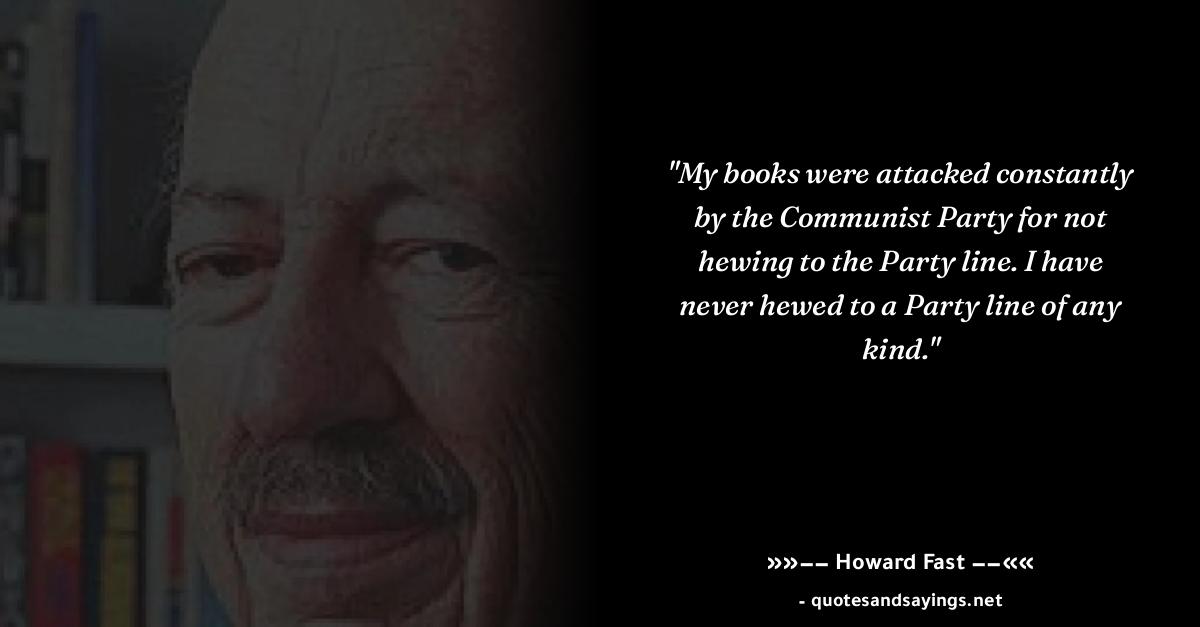 "My books were attacked constantly
by the Communist Party for not
hewing to the Party line. I have
never hewed to a Party line of any
kind."
»»−− Howard Fast −−««
- quotesandsayings.net